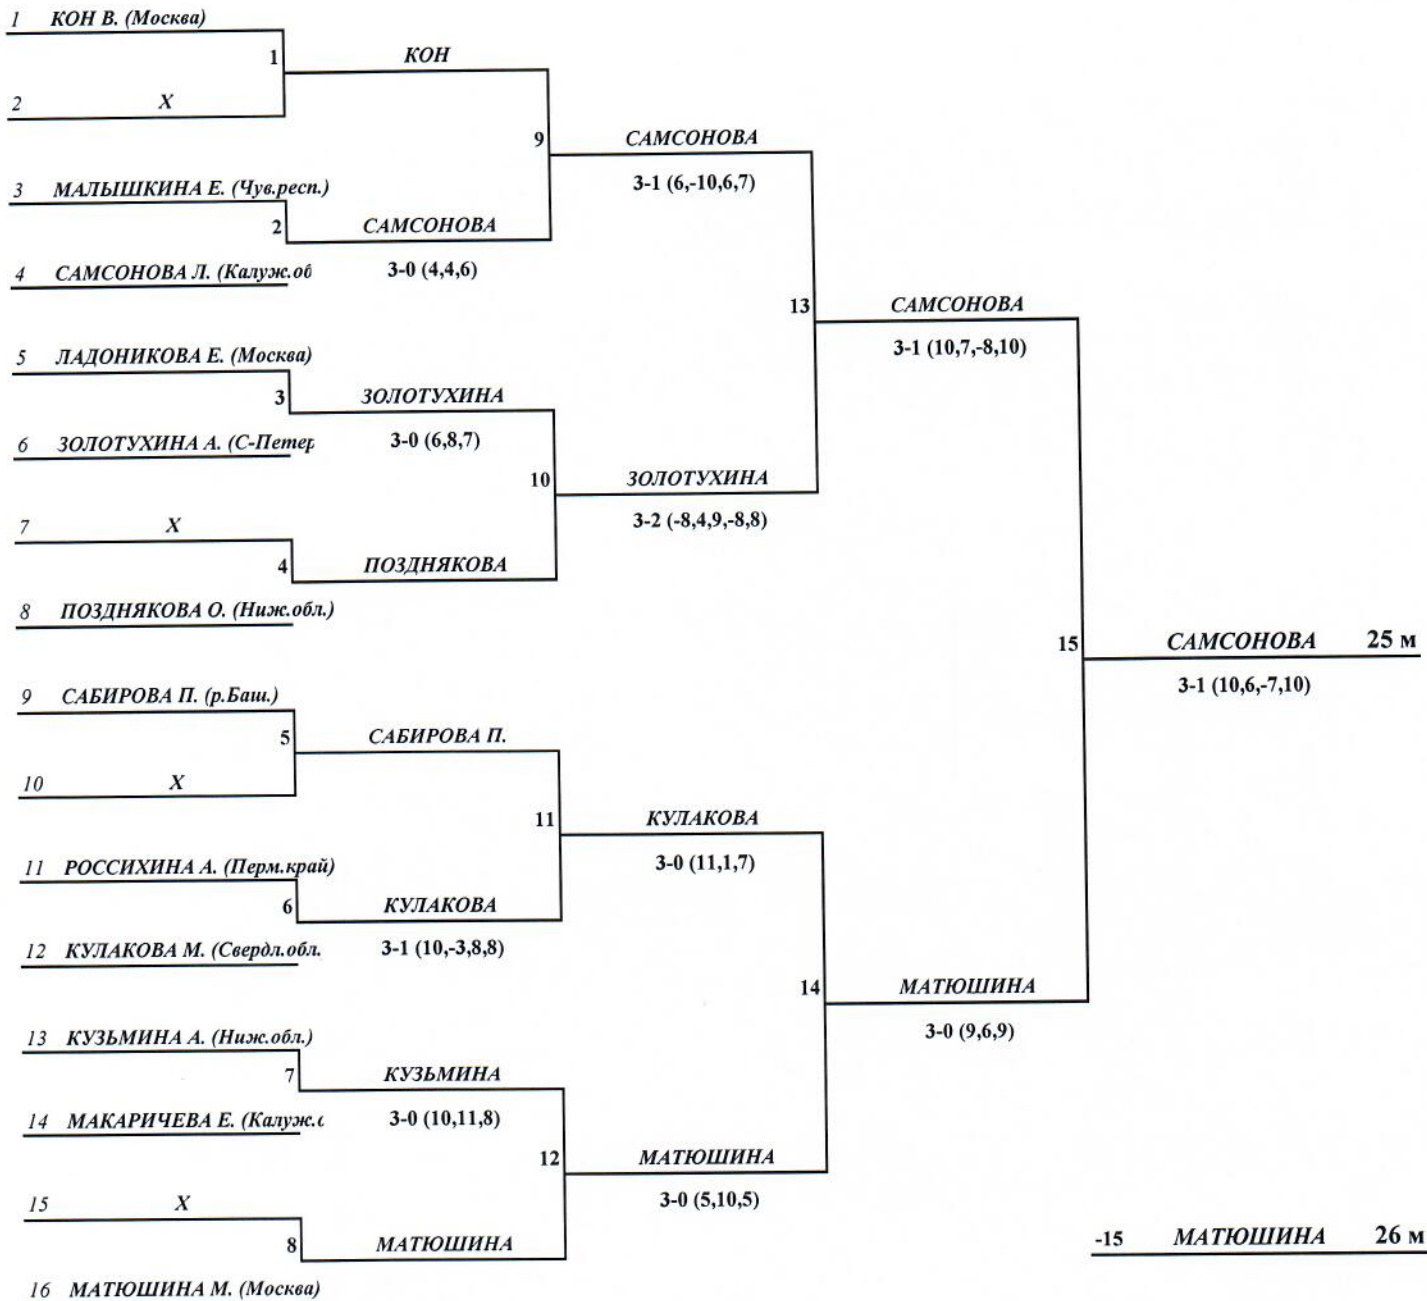 1 КОН В. (Москва)
1 КОН
2 X
9 САМСОНОВА
3-1 (6,-10,6,7)
3 МАЛЫШКИНА Е. (Чув.респ.)
2 САМСОНОВА
4 САМСОНОВА Л. (Калуж.об
3-0 (4,4,6)
13 САМСОНОВА
3-1 (10,7,-8,10)
5 ЛАДОНИКОВА Е. (Москва)
3 ЗОЛОТУХИНА
6 ЗОЛОТУХИНА А. (С-Петер
3-0 (6,8,7)
10 ЗОЛОТУХИНА
3-2 (-8,4,9,-8,8)
7 X
4 ПОЗДНЯКОВА
8 ПОЗДНЯКОВА О. (Ниж.обл.)
15 САМСОНОВА 25 м
3-1 (10,6,-7,10)
9 САБИРОВА П. (р.Баш.)
5 САБИРОВА П.
10 X
11 КУЛАКОВА
3-0 (11,1,7)
11 РОССИХИНА А. (Перм.край)
6 КУЛАКОВА
12 КУЛАКОВА М. (Свердл.обл.
3-1 (10,-3,8,8)
14 МАТЮШИНА
3-0 (9,6,9)
13 КУЗЬМИНА А. (Ниж.обл.)
7 КУЗЬМИНА
14 МАКАРИЧЕВА Е. (Калуж.о
3-0 (10,11,8)
12 МАТЮШИНА
3-0 (5,10,5)
15 X
8 МАТЮШИНА
-15 МАТЮШИНА 26 м
16 МАТЮШИНА М. (Москва)